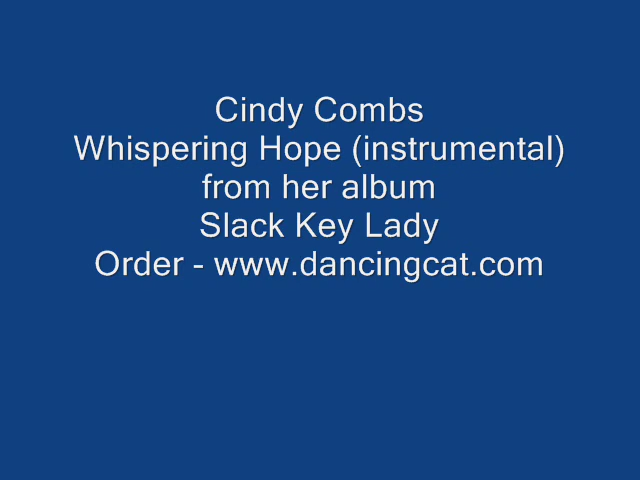 Cindy Combs
Whispering Hope (instrumental)
from her album
Slack Key Lady
Order - www.dancingcat.com